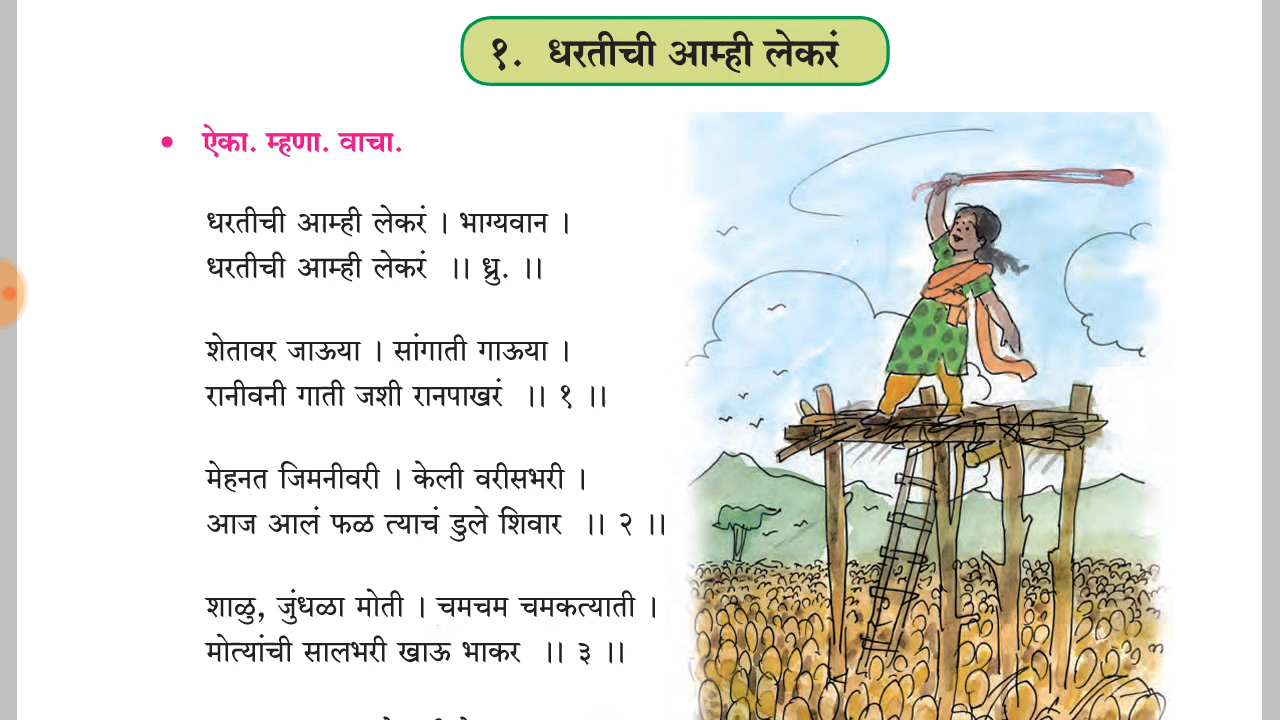 १. धरतीची आम्ही लेकरं
• ऐका. म्हणा. वाचा.
धरतीची आम्ही लेकरं । भाग्यवान ।
धरतीची आम्ही लेकरं ।। ध्रु. ।।
शेतावर जाऊया । सांगाती गाऊया ।
रानीवनी गाती जशी रानपाखरं ।। १ ।।
मेहनत जिमनीवरी । केली वरीसभरी ।
आज आलं फळ त्याचं डुले शिवार ।। २ ।।
शाळु, जुंधळा मोती । चमचम चमकत्याती ।
मोत्यांची सालभरी खाऊ भाकर ।। ३ ।।